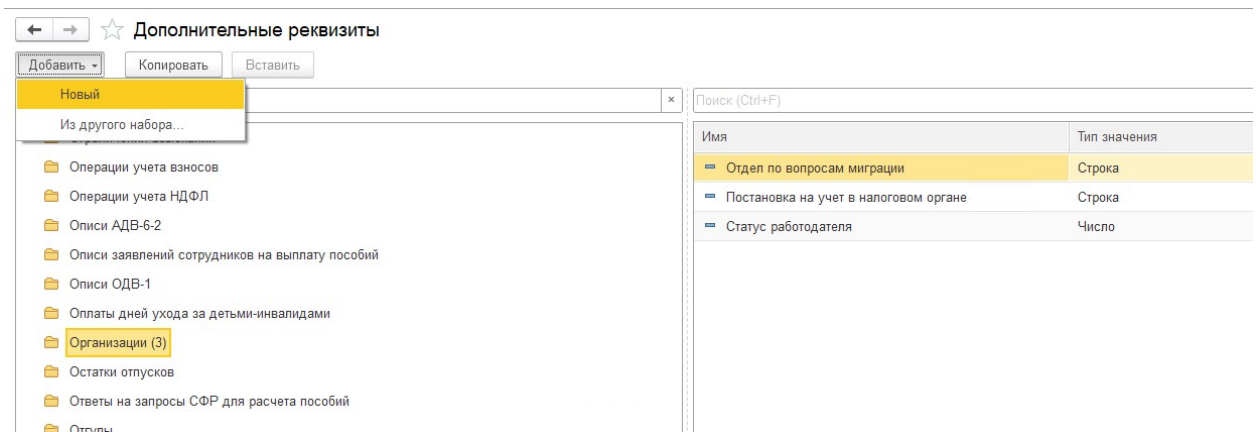 Дополнительные реквизиты
Добавить
Копировать
Вставить
Новый
Из другого набора...
Операции учета взносов
Операции учета НДФЛ
Описи АДВ-6-2
Описи заявлений сотрудников на выплату пособий
Описи ОДВ-1
Оплаты дней ухода за детьми-инвалидами
Организации (3)
Остатки отпусков
Ответы на запросы СФР для расчета пособий
Отгулы
Поиск (Ctrl+F)
Имя Тип значения
Отдел по вопросам миграции Строка
Постановка на учет в налоговом органе Строка
Статус работодателя Число